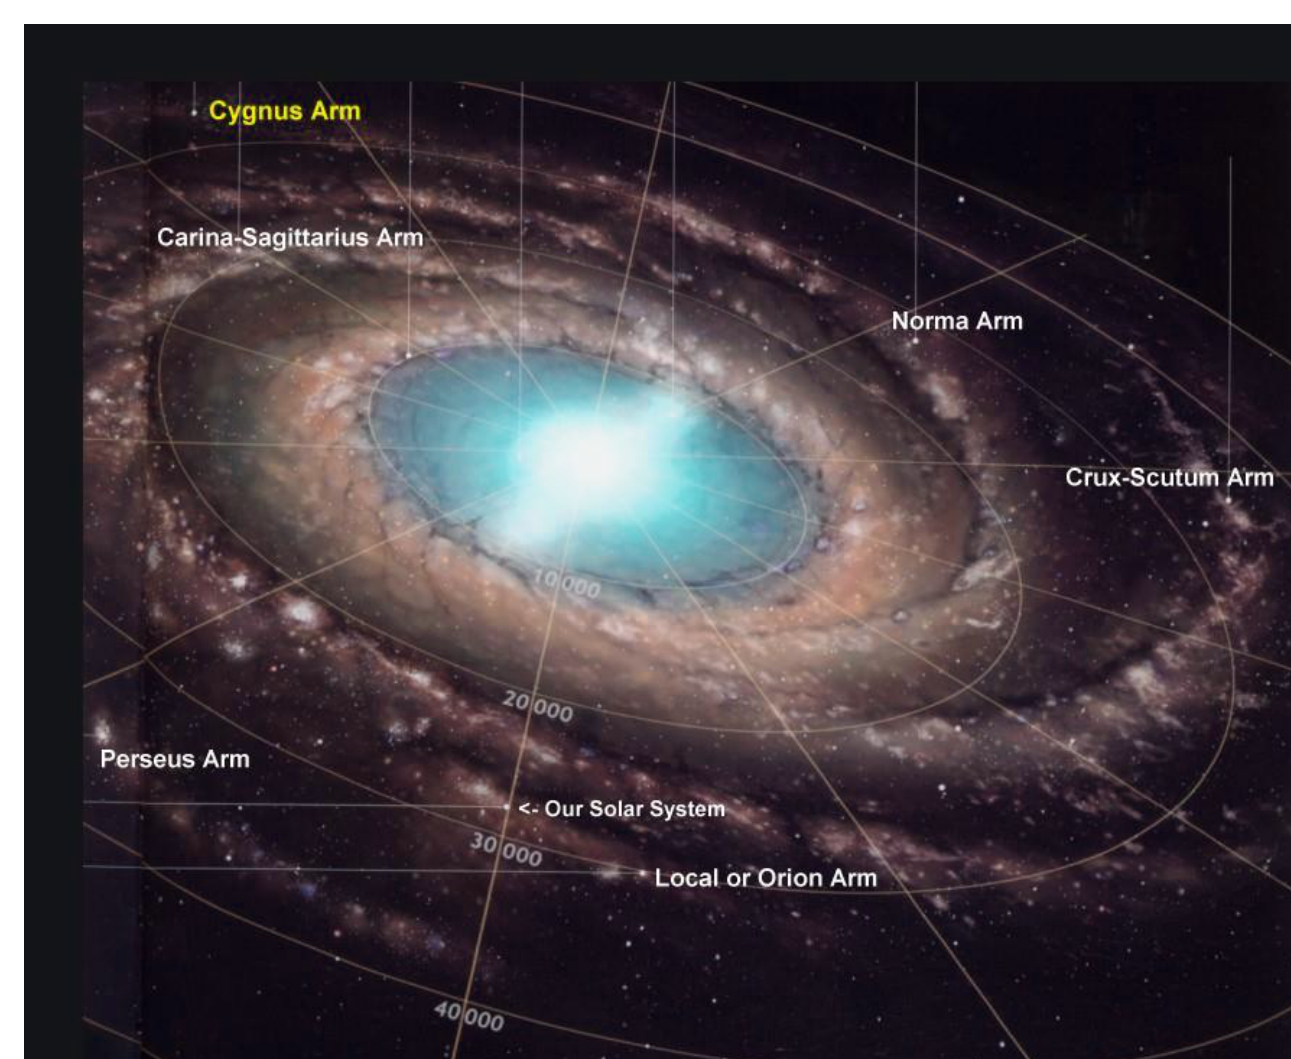 Cygnus Arm
Carina-Sagittarius Arm
Norma Arm
Crux-Scutum Arm
10 000
20 000
Perseus Arm
<- Our Solar System
30 000
Local or Orion Arm
40 000